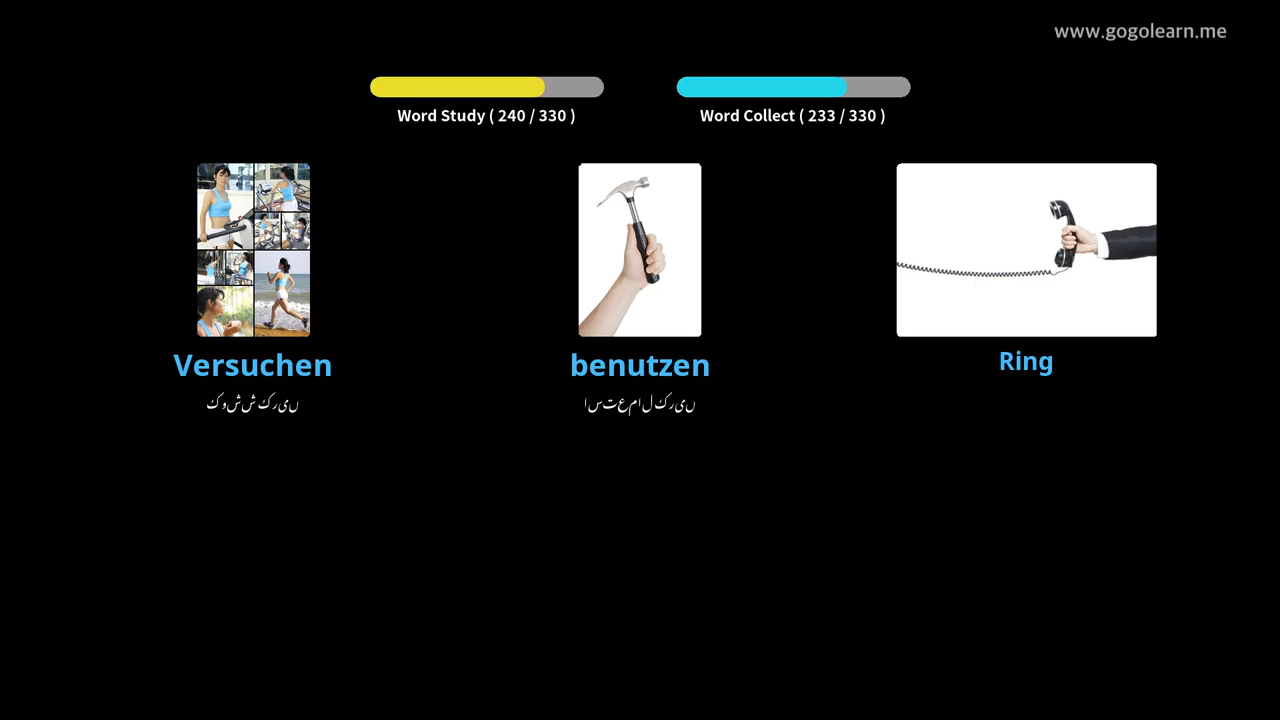 www.gogolearn.me
Word Study ( 240 / 330 )
Word Collect ( 233 / 330 )
Versuchen
کوشش کریں
benutzen
استعمال کریں
Ring